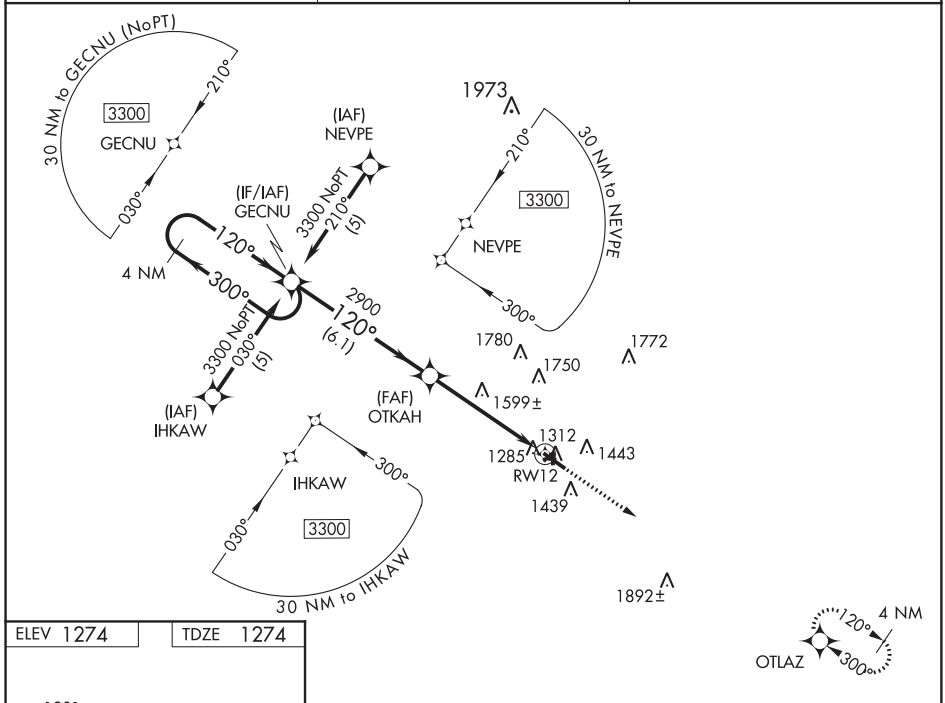 30 NM to GECNU (NoPT)
210°
3300
GECNU
030°
1973
(IAF)
NEVPE
210°
30 NM to NEVPE
3300
NEVPE
300°
(IF/IAF)
GECNU
3300 NoPT
210°
(5)
120°
4 NM
300°
2900
120°
(6.1)
3300 NoPT
030°
(5)
(IAF)
IHKAW
(FAF)
OTKAH
1780
1750
1772
1599±
1312
1285
1443
RW12
1439
300°
IHKAW
030°
3300
30 NM to IHKAW
1892±
ELEV 1274
TDZE 1274
4 NM
120°
300°
OTLAZ